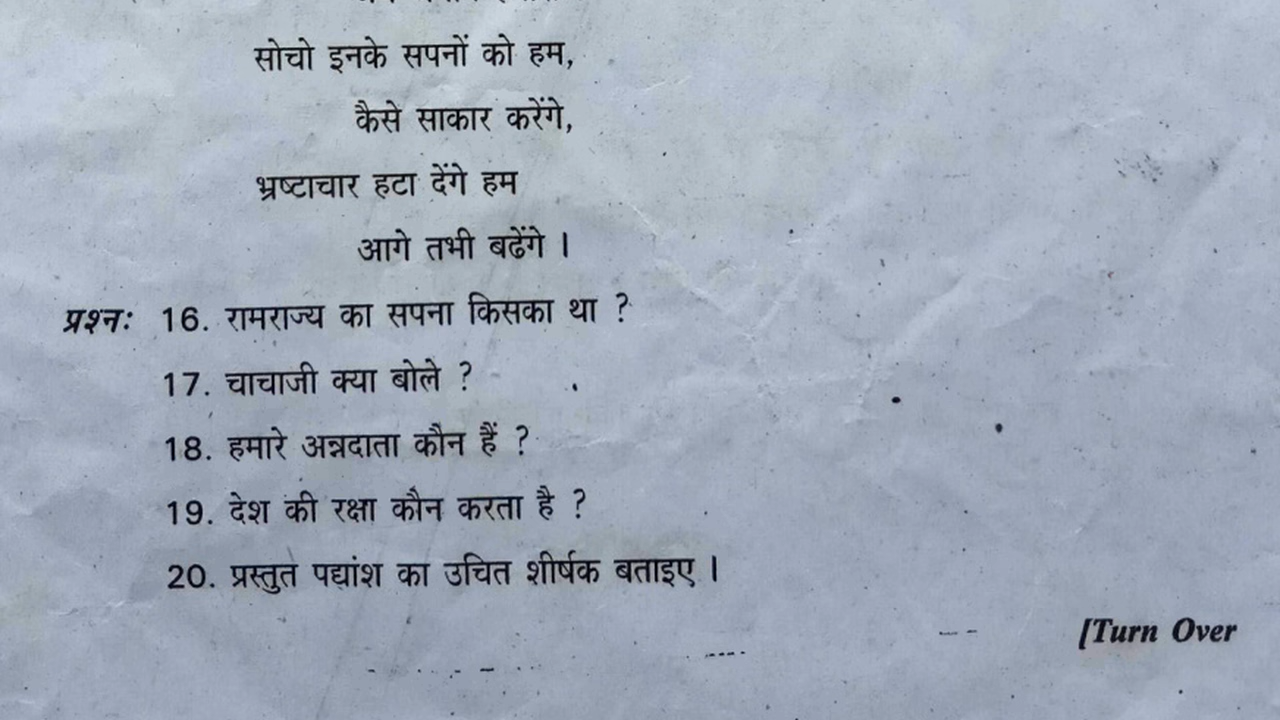 सोचो इनके सपनों को हम,
कैसे साकार करेंगे,
भ्रष्टाचार हटा देंगे हम
आगे तभी बढेंगे ।
प्रश्न: 16. रामराज्य का सपना किसका था ?
17. चाचाजी क्या बोले ?
18. हमारे अन्नदाता कौन हैं ?
19. देश की रक्षा कौन करता है ?
20. प्रस्तुत पद्यांश का उचित शीर्षक बताइए ।
[Turn Over